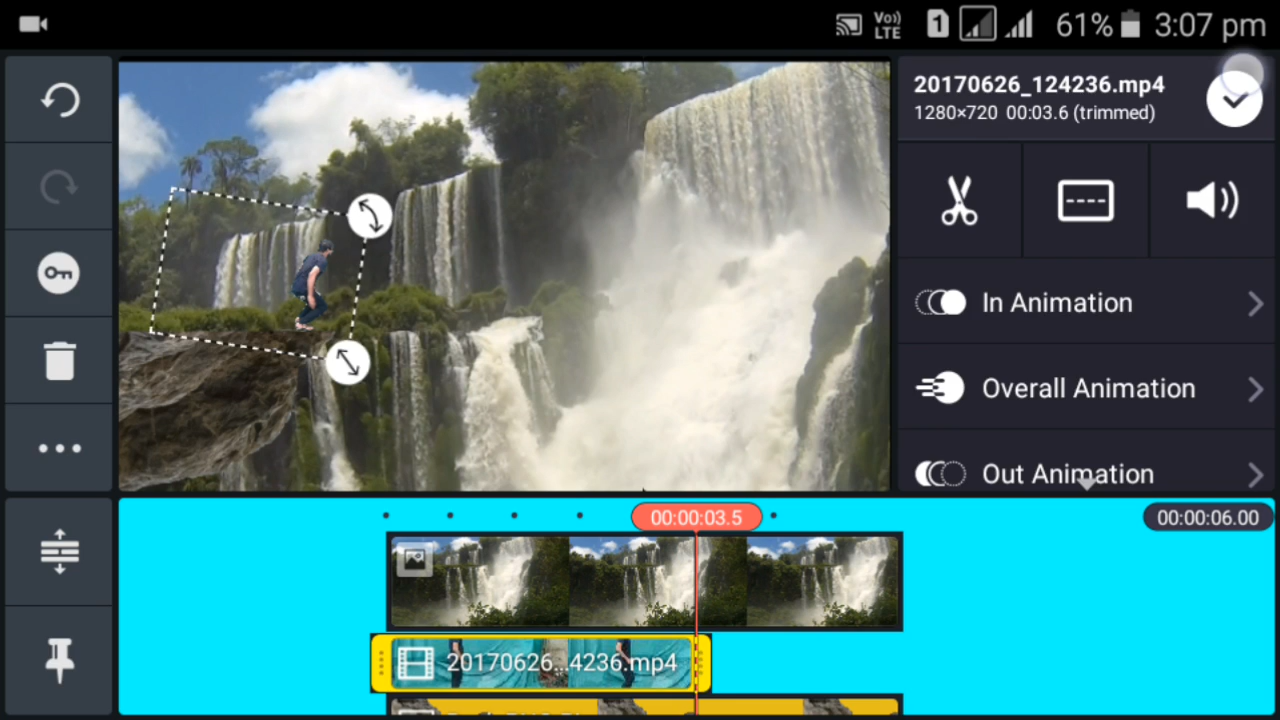 Vo))
LTE
1
61%
3:07 pm
20170626_124236.mp4
1280×720 00:03.6 (trimmed)
In Animation
Overall Animation
Out Animation
00:00:03.5
00:00:06.00
20170626...4236.mp4